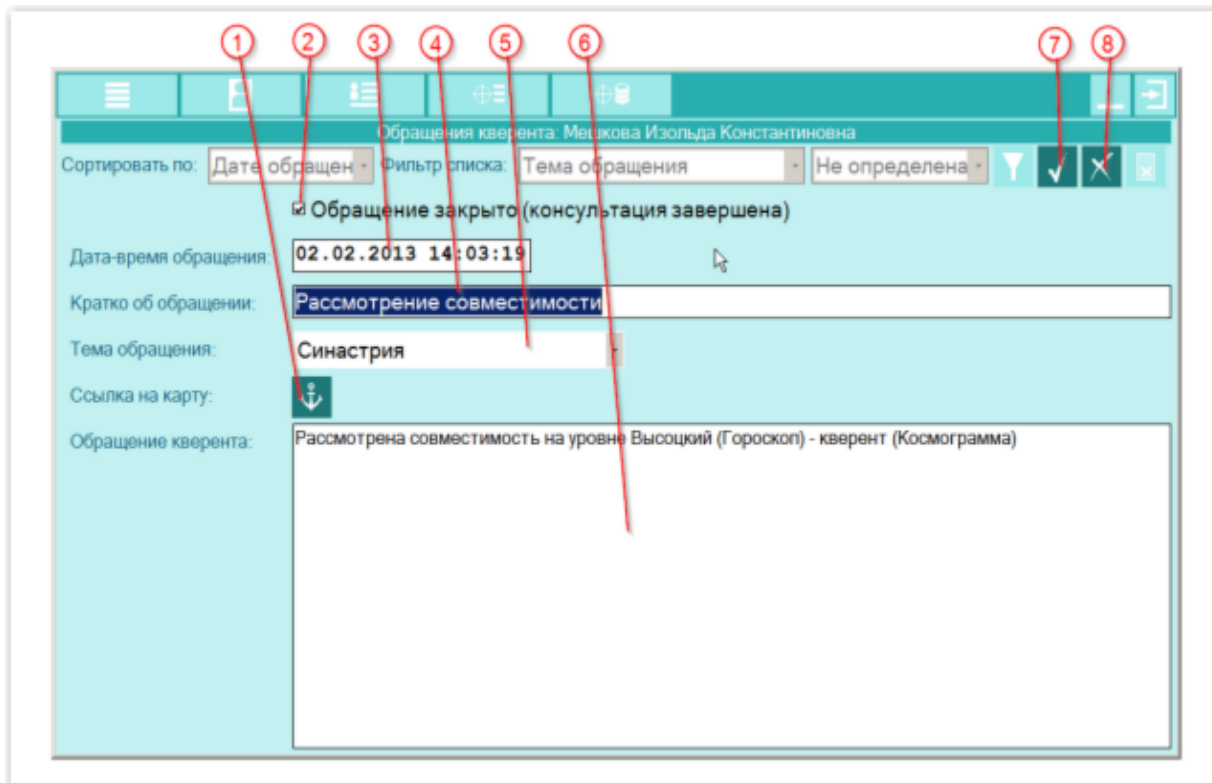 1 2 3 4 5 6 7 8
Обращения кверента: Мешкова Изольда Константиновна
Сортировать по: Дате обращен Фильтр списка: Тема обращения Не определена
Обращение закрыто (консультация завершена)
Дата-время обращения: 02.02.2013 14:03:19
Кратко об обращении: Рассмотрение совместимости
Тема обращения: Синастрия
Ссылка на карту:
Обращение кверента: Рассмотрена совместимость на уровне Высоцкий (Гороскоп) - кверент (Космограмма)